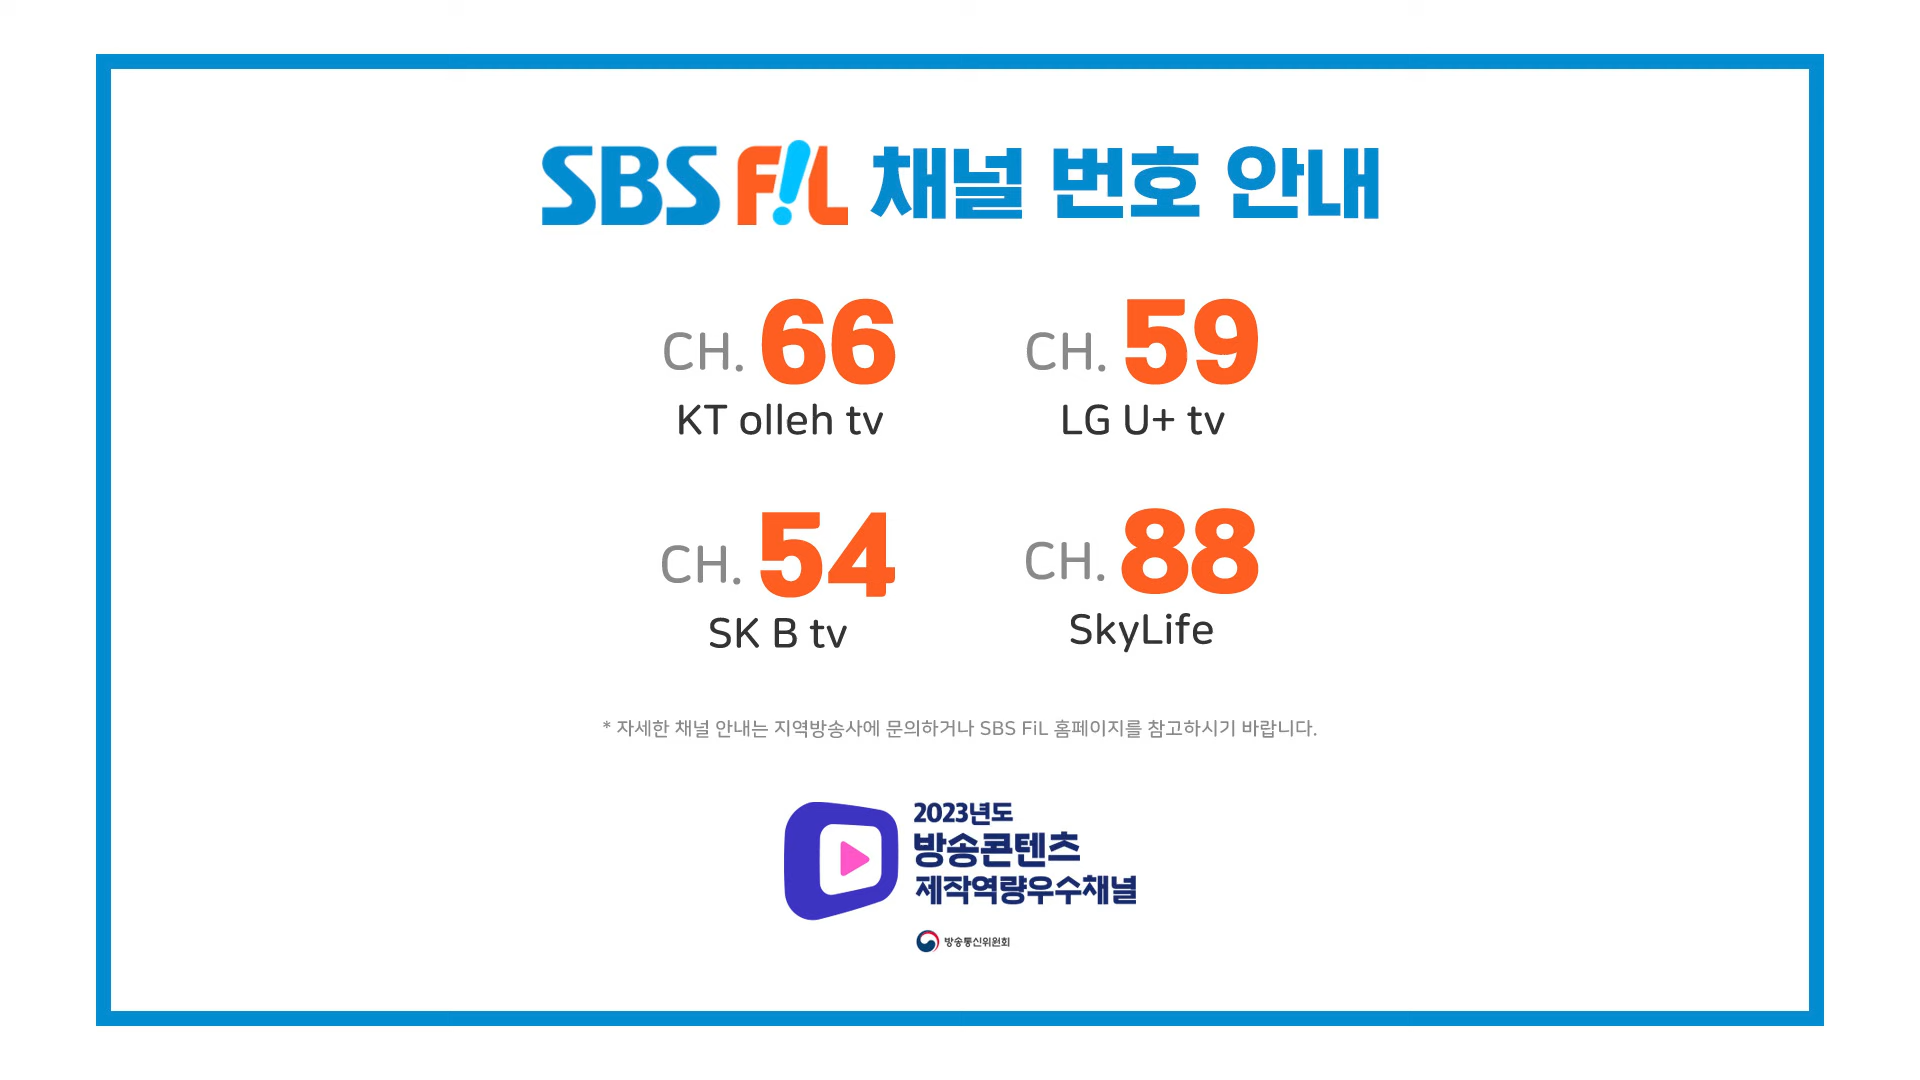 SBS F!L 채널 번호 안내
CH. 66
KT olleh tv
CH. 59
LG U+ tv
CH. 54
SK B tv
CH. 88
SkyLife
* 자세한 채널 안내는 지역방송사에 문의하거나 SBS FiL 홈페이지를 참고하시기 바랍니다.
2023년도
방송콘텐츠
제작역량우수채널
방송통신위원회